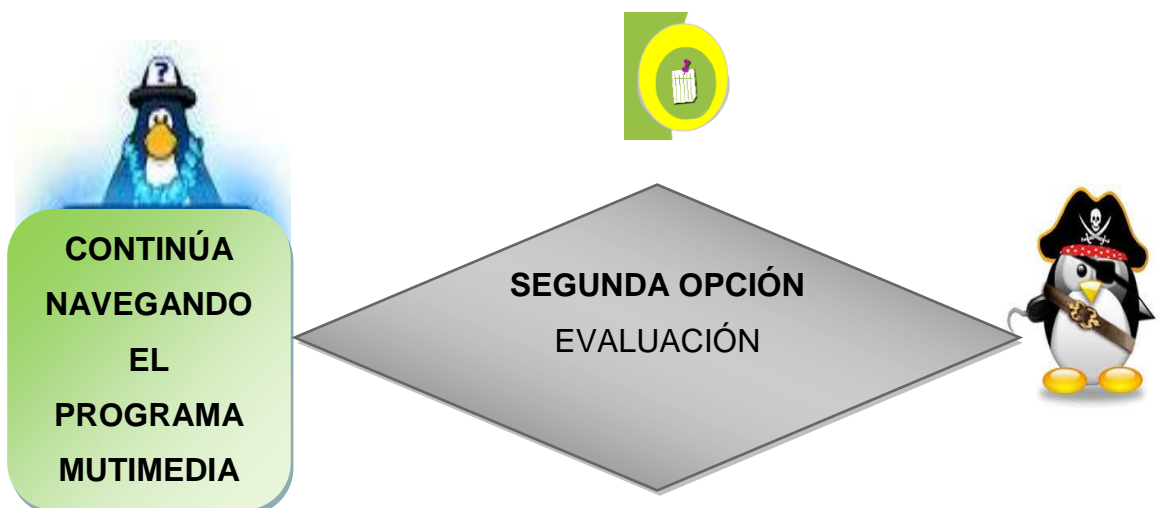 ?
CONTINÚA
NAVEGANDO
EL
PROGRAMA
MUTIMEDIA
SEGUNDA OPCIÓN
EVALUACIÓN